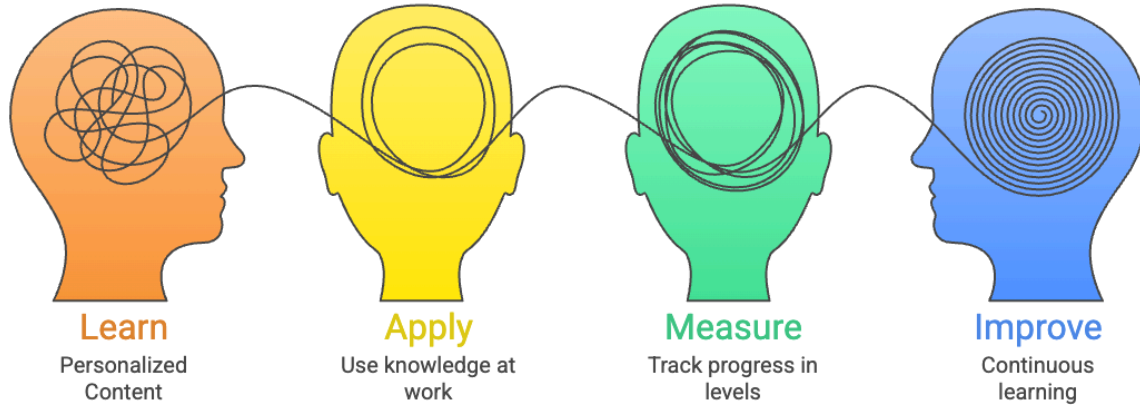 Learn
Personalized
Content
Apply
Use knowledge at
work
Measure
Track progress in
levels
Improve
Continuous
learning